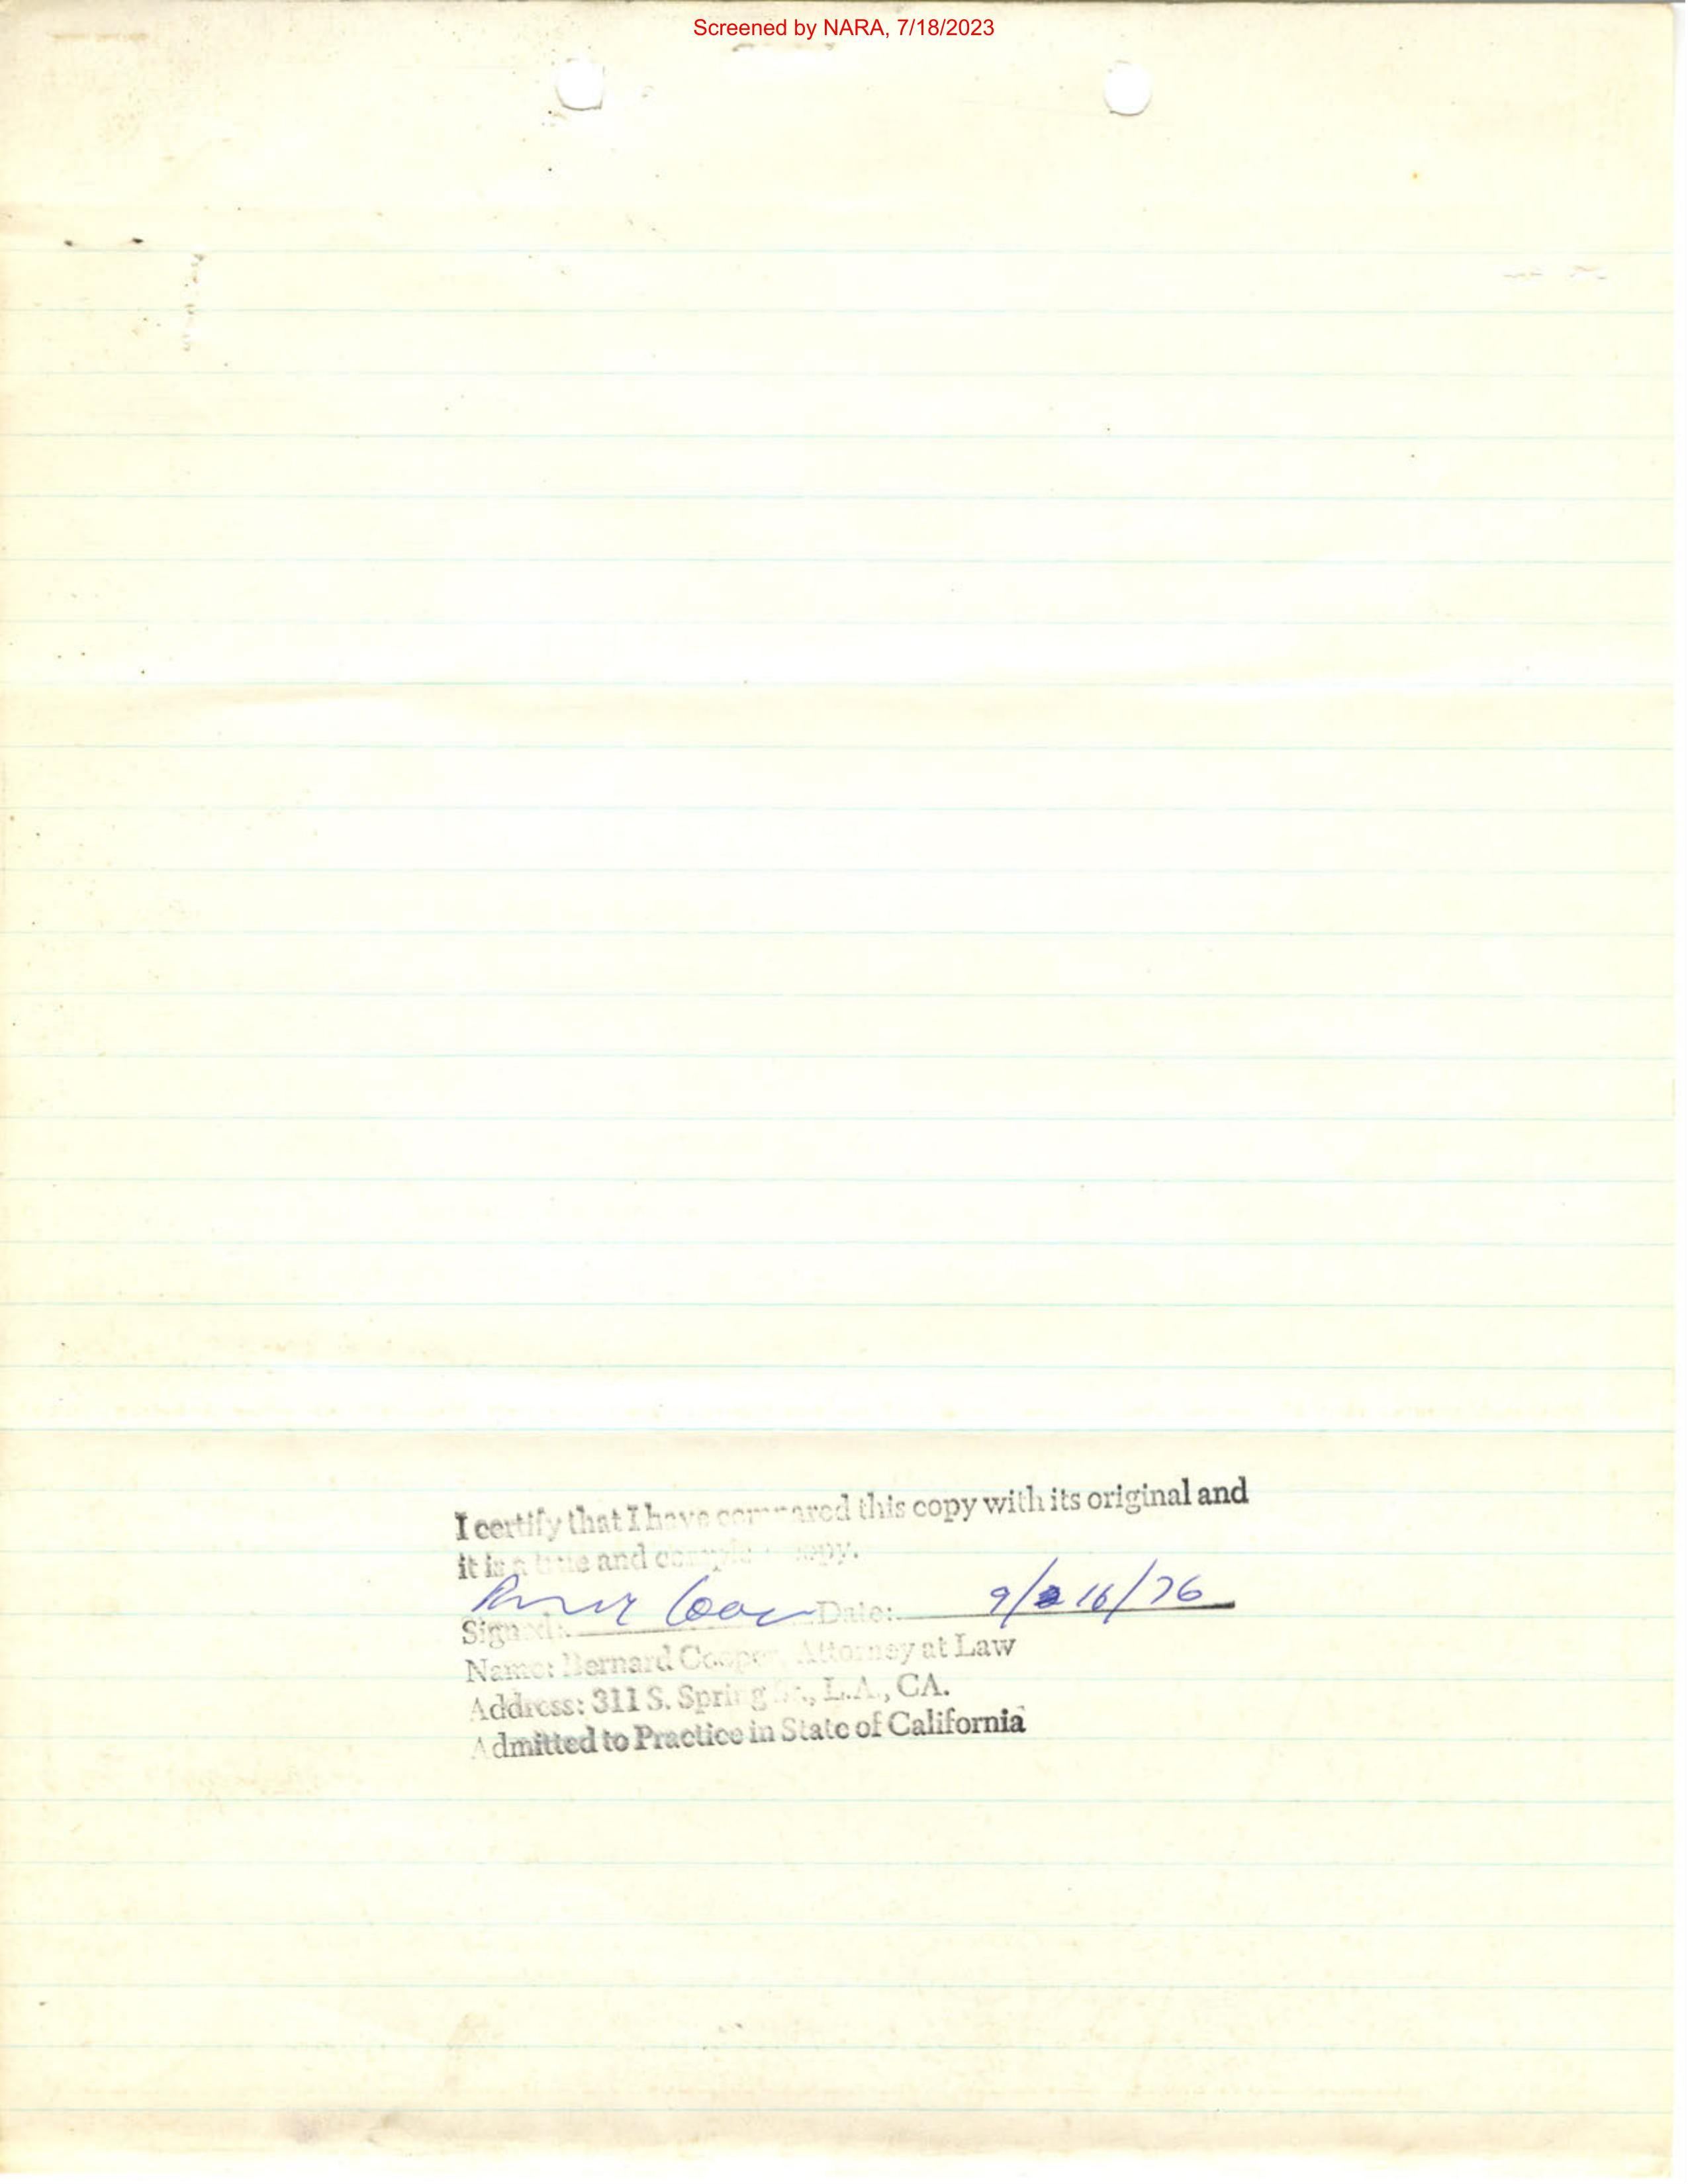 Screened by NARA, 7/18/2023
I certify that I have compared this copy with its original and
it is a true and complete copy.
Signed: Date: 9/16/76
Name: Bernard Cooper, Attorney at Law
Address: 311 S. Spring St., L.A., CA.
Admitted to Practice in State of California